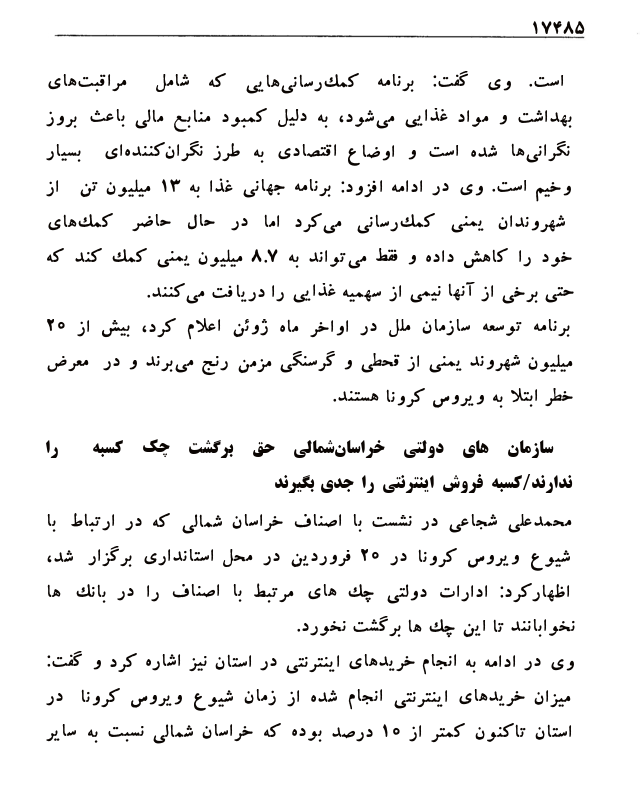 ۱۷۴۸۵
است. وی گفت: برنامه کمك‌رسانی‌هایی که شامل مراقبت‌های
بهداشت و مواد غذایی می‌شود، به دلیل کمبود منابع مالی باعث بروز
نگرانی‌ها شده است و اوضاع اقتصادی به طرز نگران‌کننده‌ای بسیار
وخیم است. وی در ادامه افزود: برنامه جهانی غذا به ۱۳ میلیون تن از
شهروندان یمنی کمك‌رسانی می‌کرد اما در حال حاضر کمك‌های
خود را کاهش داده و فقط می‌تواند به ۸.۷ میلیون یمنی کمك کند که
حتی برخی از آنها نیمی از سهمیه غذایی را دریافت می‌کنند.
برنامه توسعه سازمان ملل در اواخر ماه ژوئن اعلام کرد، بیش از ۲۰
میلیون شهروند یمنی از قحطی و گرسنگی مزمن رنج می‌برند و در معرض
خطر ابتلا به ویروس کرونا هستند.
سازمان های دولتی خراسان‌شمالی حق برگشت چک کسبه را
ندارند/کسبه فروش اینترنتی را جدی بگیرند
محمدعلی شجاعی در نشست با اصناف خراسان شمالی که در ارتباط با
شیوع ویروس کرونا در ۲۰ فروردین در محل استانداری برگزار شد،
اظهارکرد: ادارات دولتی چك های مرتبط با اصناف را در بانك ها
نخوابانند تا این چك ها برگشت نخورد.
وی در ادامه به انجام خریدهای اینترنتی در استان نیز اشاره کرد و گفت:
میزان خریدهای اینترنتی انجام شده از زمان شیوع ویروس کرونا در
استان تاکنون کمتر از ۱۰ درصد بوده که خراسان شمالی نسبت به سایر